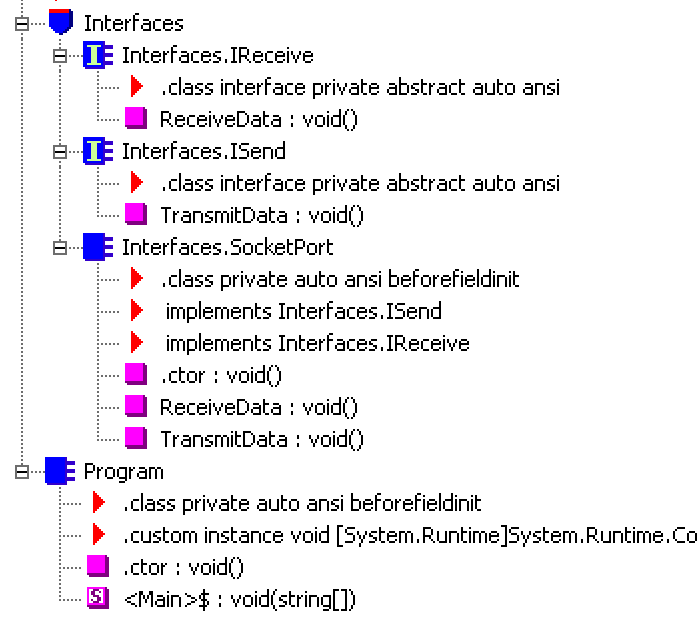 Interfaces
Interfaces.IReceive
.class interface private abstract auto ansi
ReceiveData : void()
Interfaces.ISend
.class interface private abstract auto ansi
TransmitData : void()
Interfaces.SocketPort
.class private auto ansi beforefieldinit
implements Interfaces.ISend
implements Interfaces.IReceive
.ctor : void()
ReceiveData : void()
TransmitData : void()
Program
.class private auto ansi beforefieldinit
.custom instance void [System.Runtime]System.Runtime.Co
.ctor : void()
<Main>$ : void(string[])